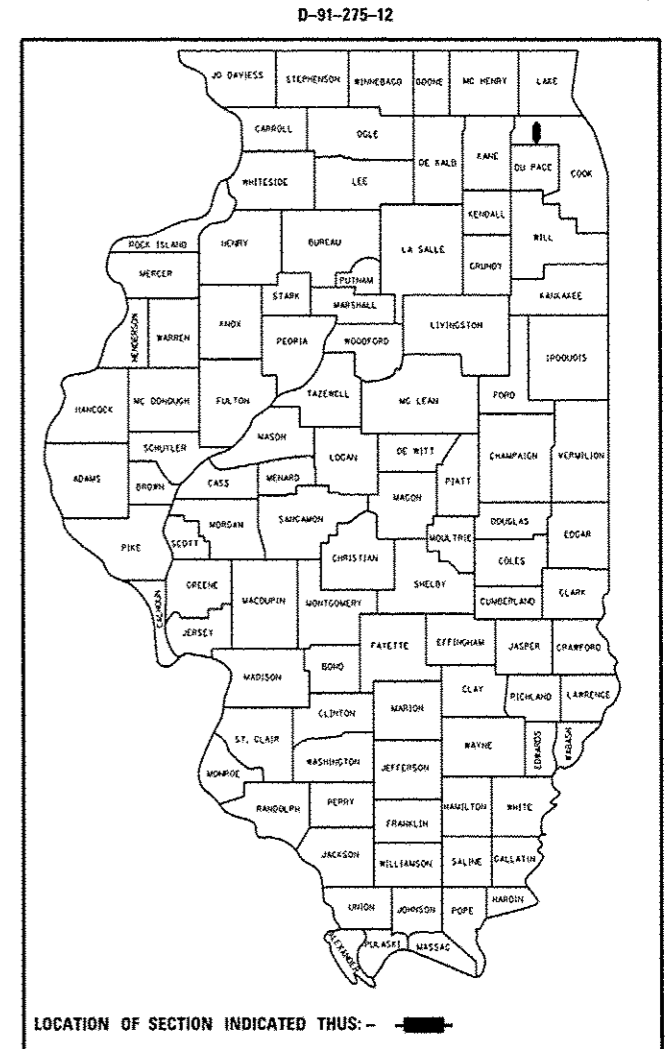 D-91-275-12
JO DAVIESS STEPHENSON WINNEBAGO BOONE MC HENRY LAKE
CARROLL OGLE
DE KALB KANE
DU PAGE COOK
WHITESIDE LEE
KENDALL
ROCK ISLAND HENRY BUREAU LA SALLE WILL
GRUNDY
MERCER PUTNAM
STARK KANKAKEE
MARSHALL
HENDERSON WARREN KNOX PEORIA WOODFORD LIVINGSTON IROQUOIS
HANCOCK MC DONOUGH FULTON TAZEWELL MC LEAN FORD
MASON
SCHUYLER LOGAN DE WITT CHAMPAIGN VERMILION
ADAMS BROWN CASS MENARD PIATT
MACON
MORGAN SANGAMON DOUGLAS
PIKE SCOTT MOULTRIE EDGAR
CHRISTIAN COLES
SHELBY
CALHOUN GREENE MACOUPIN MONTGOMERY CUMBERLAND CLARK
JERSEY FAYETTE EFFINGHAM JASPER CRAWFORD
BOND
MADISON CLAY
RICHLAND LAWRENCE
CLINTON MARION
ST. CLAIR WAYNE EDWARDS WABASH
WASHINGTON JEFFERSON
MONROE
RANDOLPH PERRY HAMILTON WHITE
FRANKLIN
JACKSON WILLIAMSON SALINE GALLATIN
UNION JOHNSON POPE HARDIN
ALEXANDER PULASKI MASSAC
LOCATION OF SECTION INDICATED THUS: -